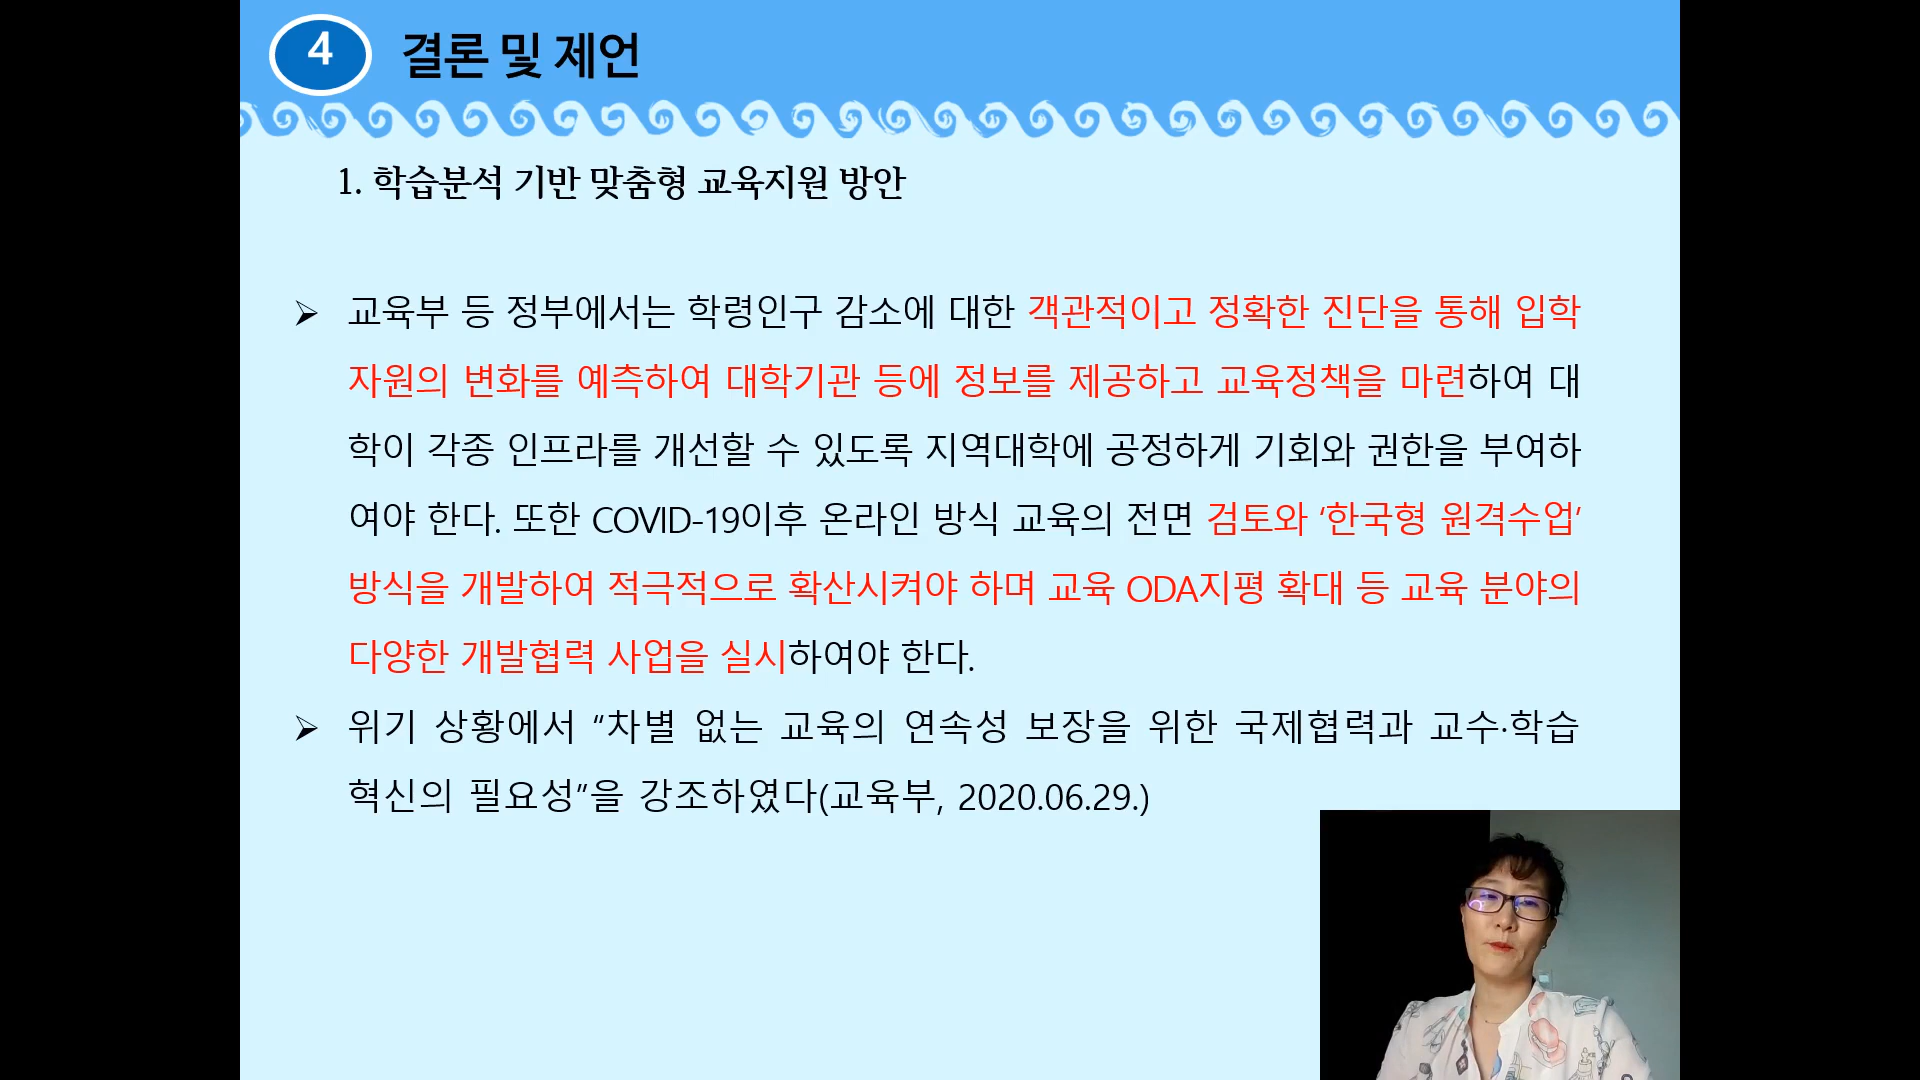 4
결론 및 제언
1. 학습분석 기반 맞춤형 교육지원 방안
➢ 교육부 등 정부에서는 학령인구 감소에 대한 객관적이고 정확한 진단을 통해 입학
자원의 변화를 예측하여 대학기관 등에 정보를 제공하고 교육정책을 마련하여 대
학이 각종 인프라를 개선할 수 있도록 지역대학에 공정하게 기회와 권한을 부여하
여야 한다. 또한 COVID-19이후 온라인 방식 교육의 전면 검토와 ‘한국형 원격수업’
방식을 개발하여 적극적으로 확산시켜야 하며 교육 ODA지평 확대 등 교육 분야의
다양한 개발협력 사업을 실시하여야 한다.
➢ 위기 상황에서 “차별 없는 교육의 연속성 보장을 위한 국제협력과 교수·학습
혁신의 필요성”을 강조하였다(교육부, 2020.06.29.)